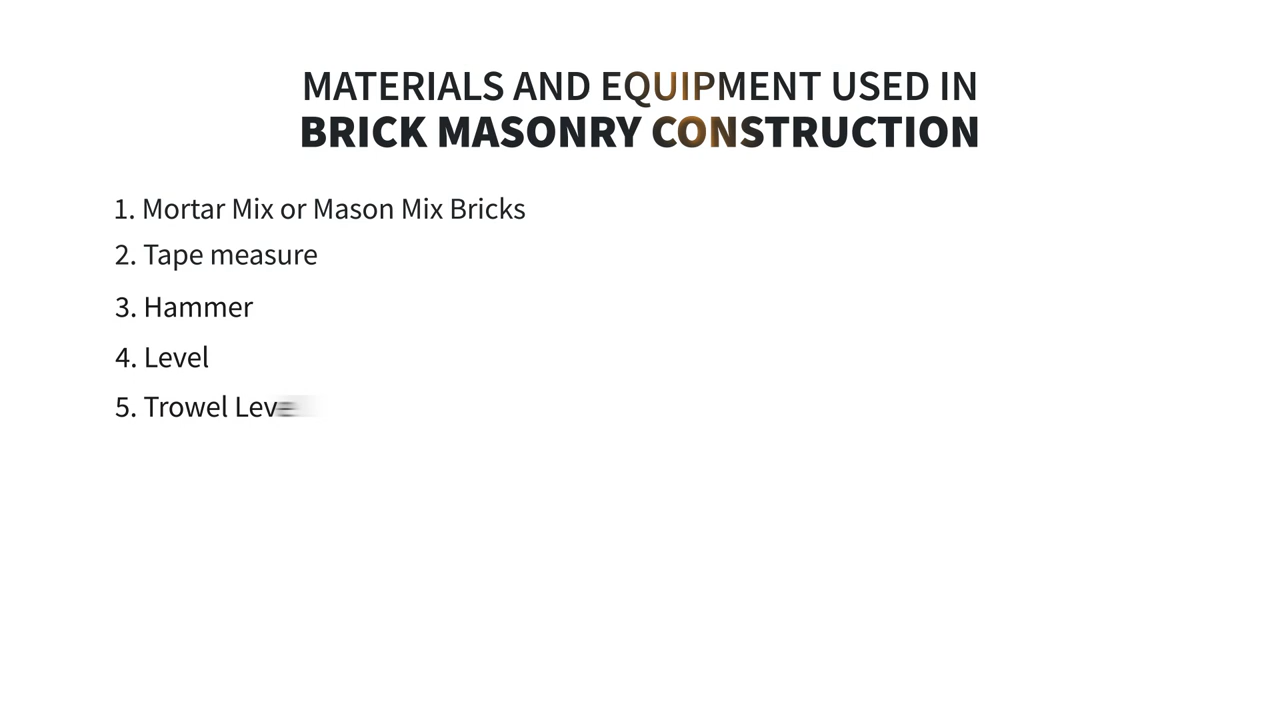 MATERIALS AND EQUIPMENT USED IN
BRICK MASONRY CONSTRUCTION
1. Mortar Mix or Mason Mix Bricks
2. Tape measure
3. Hammer
4. Level
5. Trowel